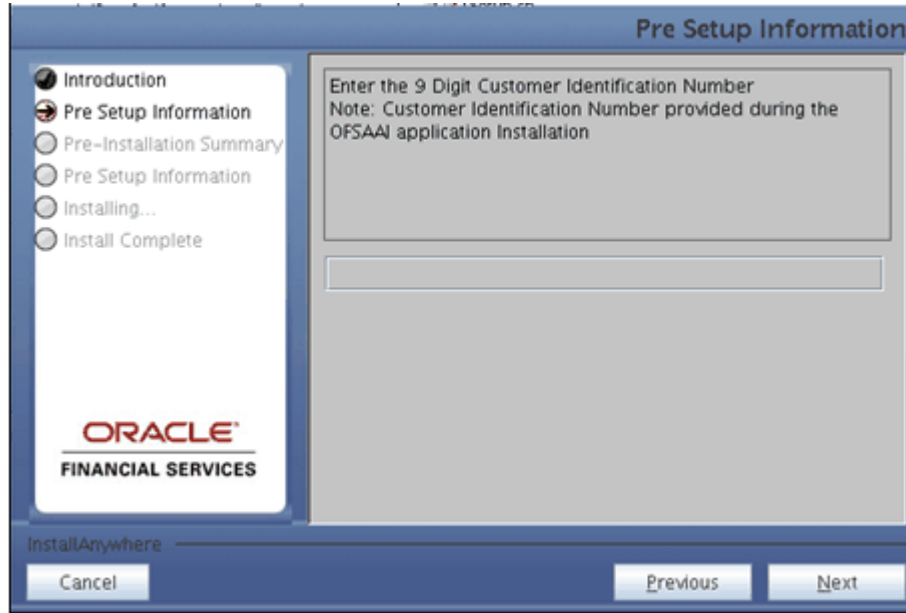 Pre Setup Information
Introduction
Pre Setup Information
Pre-Installation Summary
Pre Setup Information
Installing...
Install Complete
ORACLE
FINANCIAL SERVICES
Enter the 9 Digit Customer Identification Number
Note: Customer Identification Number provided during the
OFSAAI application Installation
InstallAnywhere
Cancel
Previous
Next